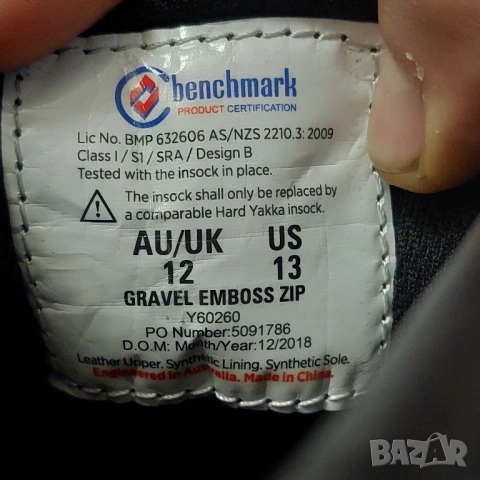 benchmark
PRODUCT CERTIFICATION
Lic No. BMP 632606 AS/NZS 2210.3: 2009
Class I / S1 / SRA / Design B
Tested with the insock in place.
The insock shall only be replaced by
a comparable Hard Yakka insock.
AU/UK US
12 13
GRAVEL EMBOSS ZIP
Y60260
PO Number:5091786
D.O.M: Month/Year:12/2018
Leather Upper. Synthetic Lining. Synthetic Sole.
Engineered in Australia. Made in China.
BAZAR.bg